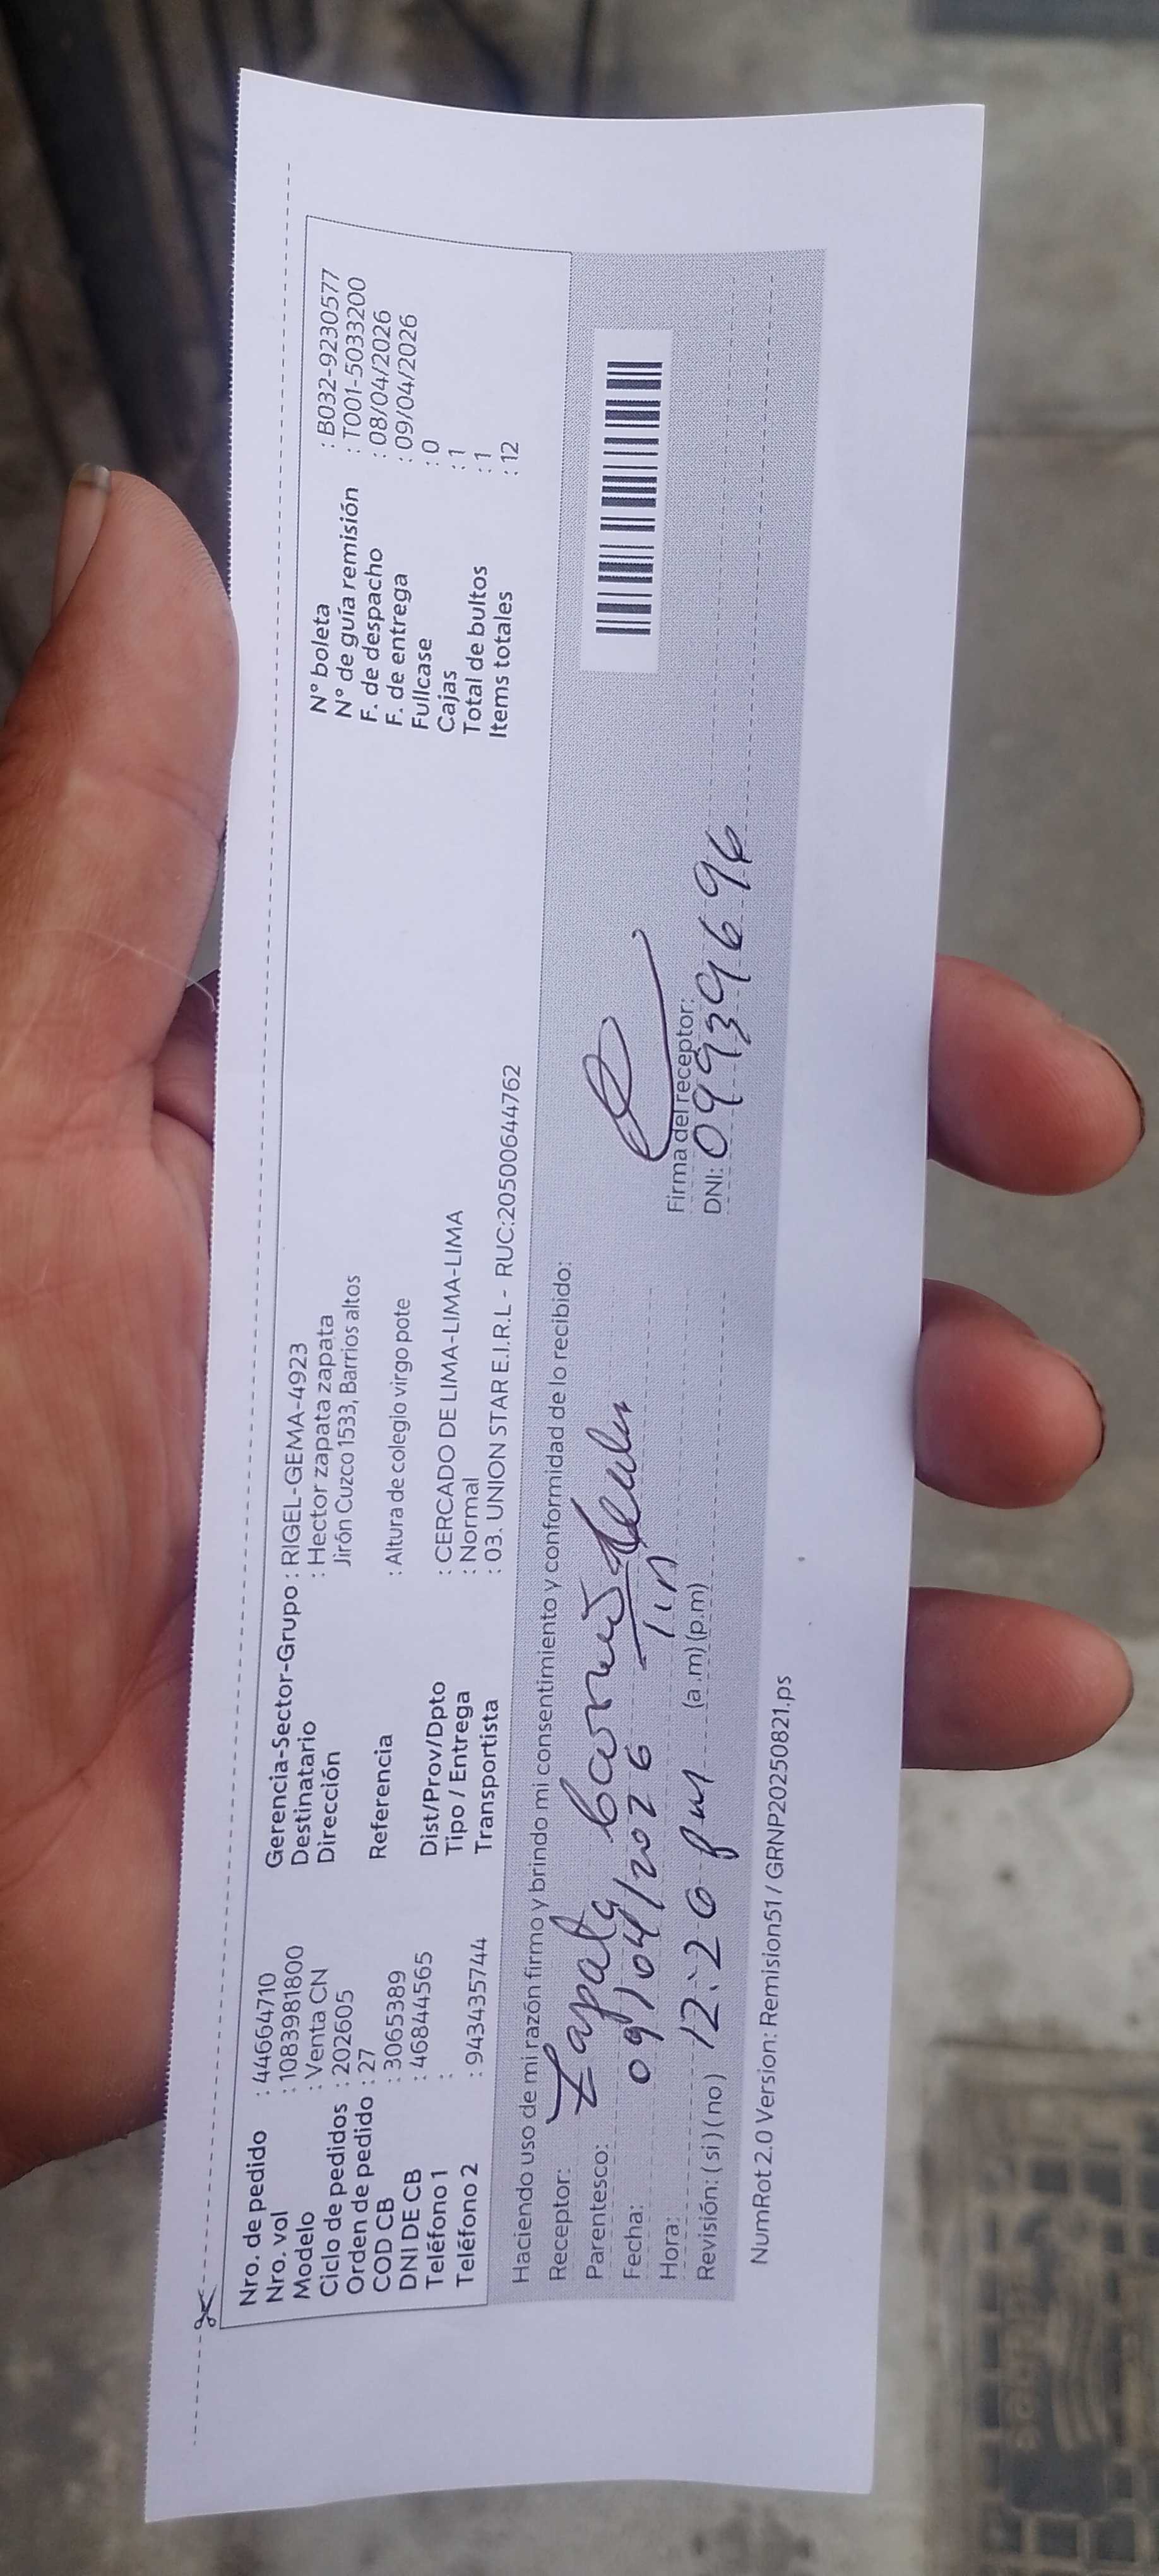 Nro. de pedido : 44664710
Nro. vol : 1083981800
Modelo : Venta CN
Ciclo de pedidos : 202605
Orden de pedido : 27
COD CB : 3065389
DNI DE CB : 46844565
Teléfono 1 :
Teléfono 2 : 943435744
Gerencia-Sector-Grupo : RIGEL-GEMA-4923
Destinatario : Hector zapata zapata
Dirección Jirón Cuzco 1533, Barrios altos
Referencia : Altura de colegio virgo pote
Dist/Prov/Dpto : CERCADO DE LIMA-LIMA-LIMA
Tipo / Entrega : Normal
Transportista : 03. UNION STAR E.I.R.L - RUC:20500644762
N° boleta : B032-9230577
N° de guía remisión : T001-5033200
F. de despacho : 08/04/2026
F. de entrega : 09/04/2026
Fullcase : 0
Cajas : 1
Total de bultos : 1
Items totales : 12
Haciendo uso de mi razón firmo y brindo mi consentimiento y conformidad de lo recibido:
Receptor: Zapata
Parentesco:
Fecha: 09/04/2026
Hora: 12:26 pm (a.m) (p.m)
Revisión: ( si ) ( no )
Firma del receptor:
DNI: 09939696
NumRot 2.0 Version: Remision51 / GRNP20250821.ps